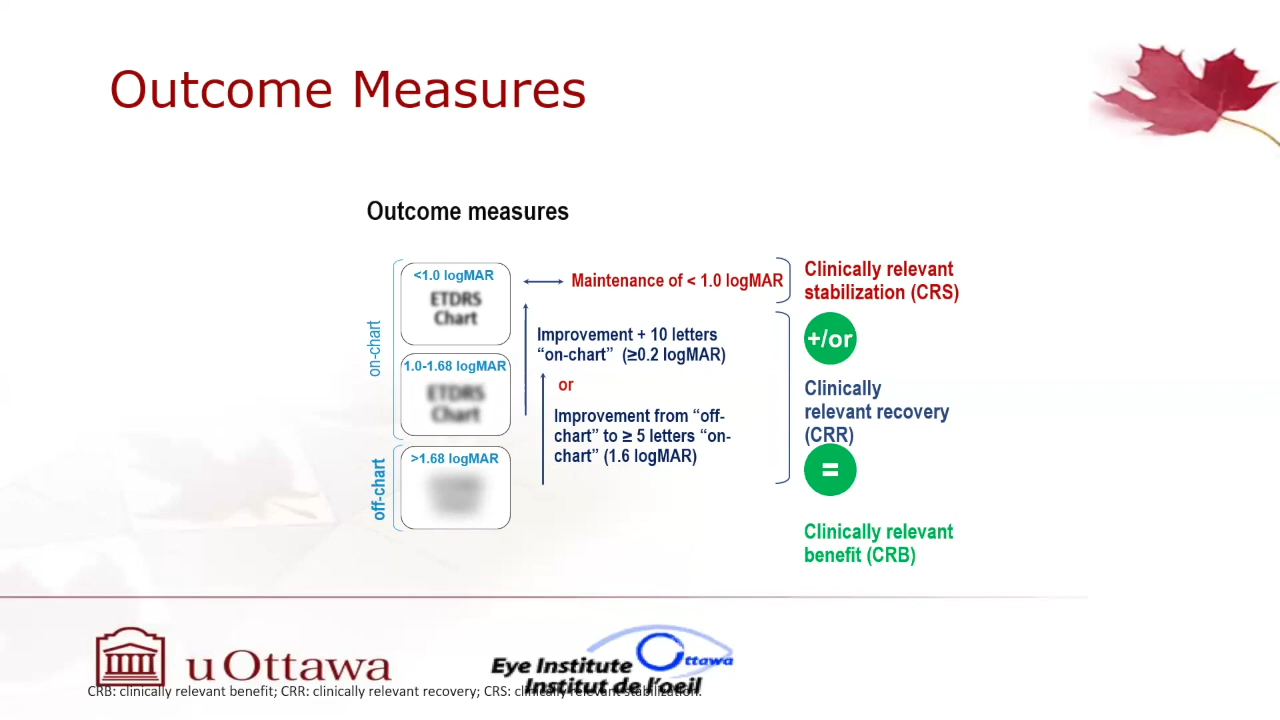 Outcome Measures
Outcome measures
on-chart
<1.0 logMAR
ETDRS
Chart
1.0-1.68 logMAR
ETDRS
Chart
off-chart
>1.68 logMAR
Maintenance of < 1.0 logMAR
Improvement + 10 letters
“on-chart” (≥0.2 logMAR)
or
Improvement from “off-
chart” to ≥ 5 letters “on-
chart” (1.6 logMAR)
Clinically relevant
stabilization (CRS)
+/or
Clinically
relevant recovery
(CRR)
=
Clinically relevant
benefit (CRB)
uOttawa
Eye Institute Ottawa
Institut de l'oeil
CRB: clinically relevant benefit; CRR: clinically relevant recovery; CRS: clinically relevant stabilization.